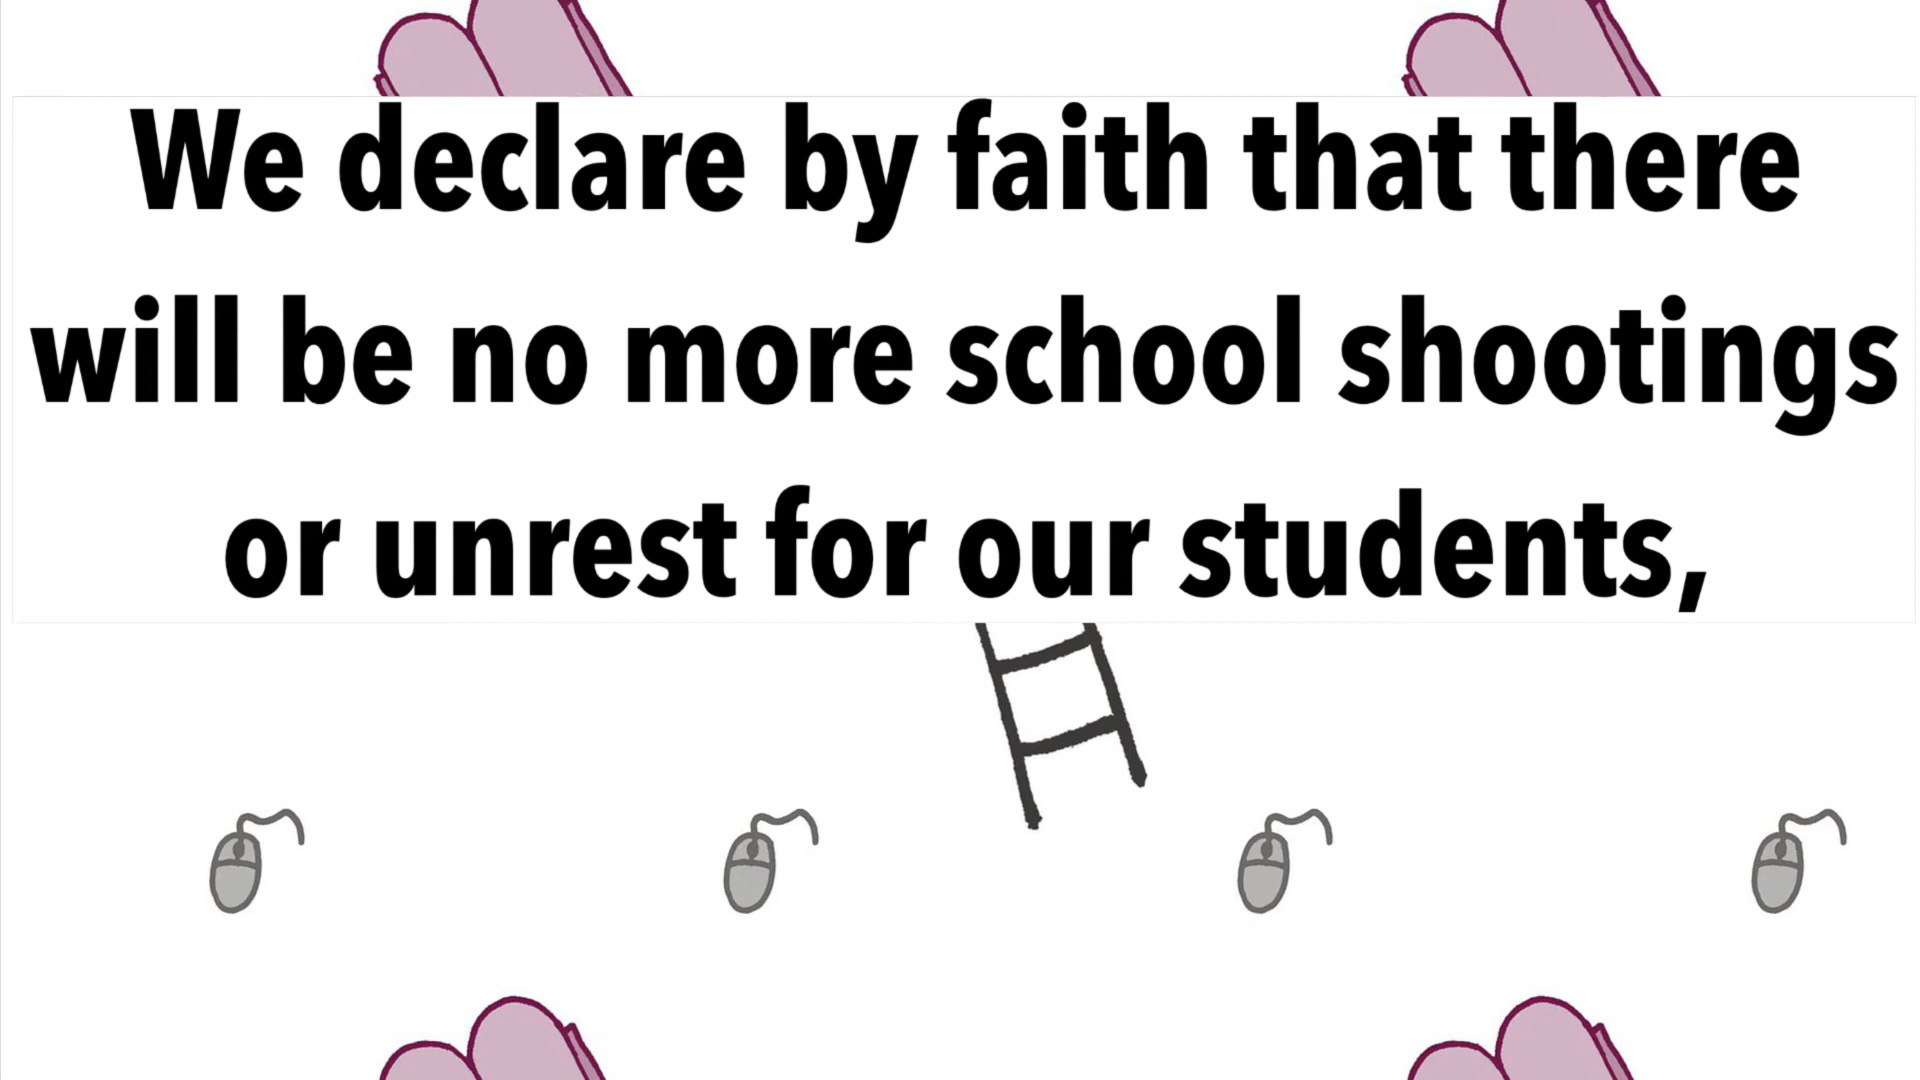 We declare by faith that there
will be no more school shootings
or unrest for our students,